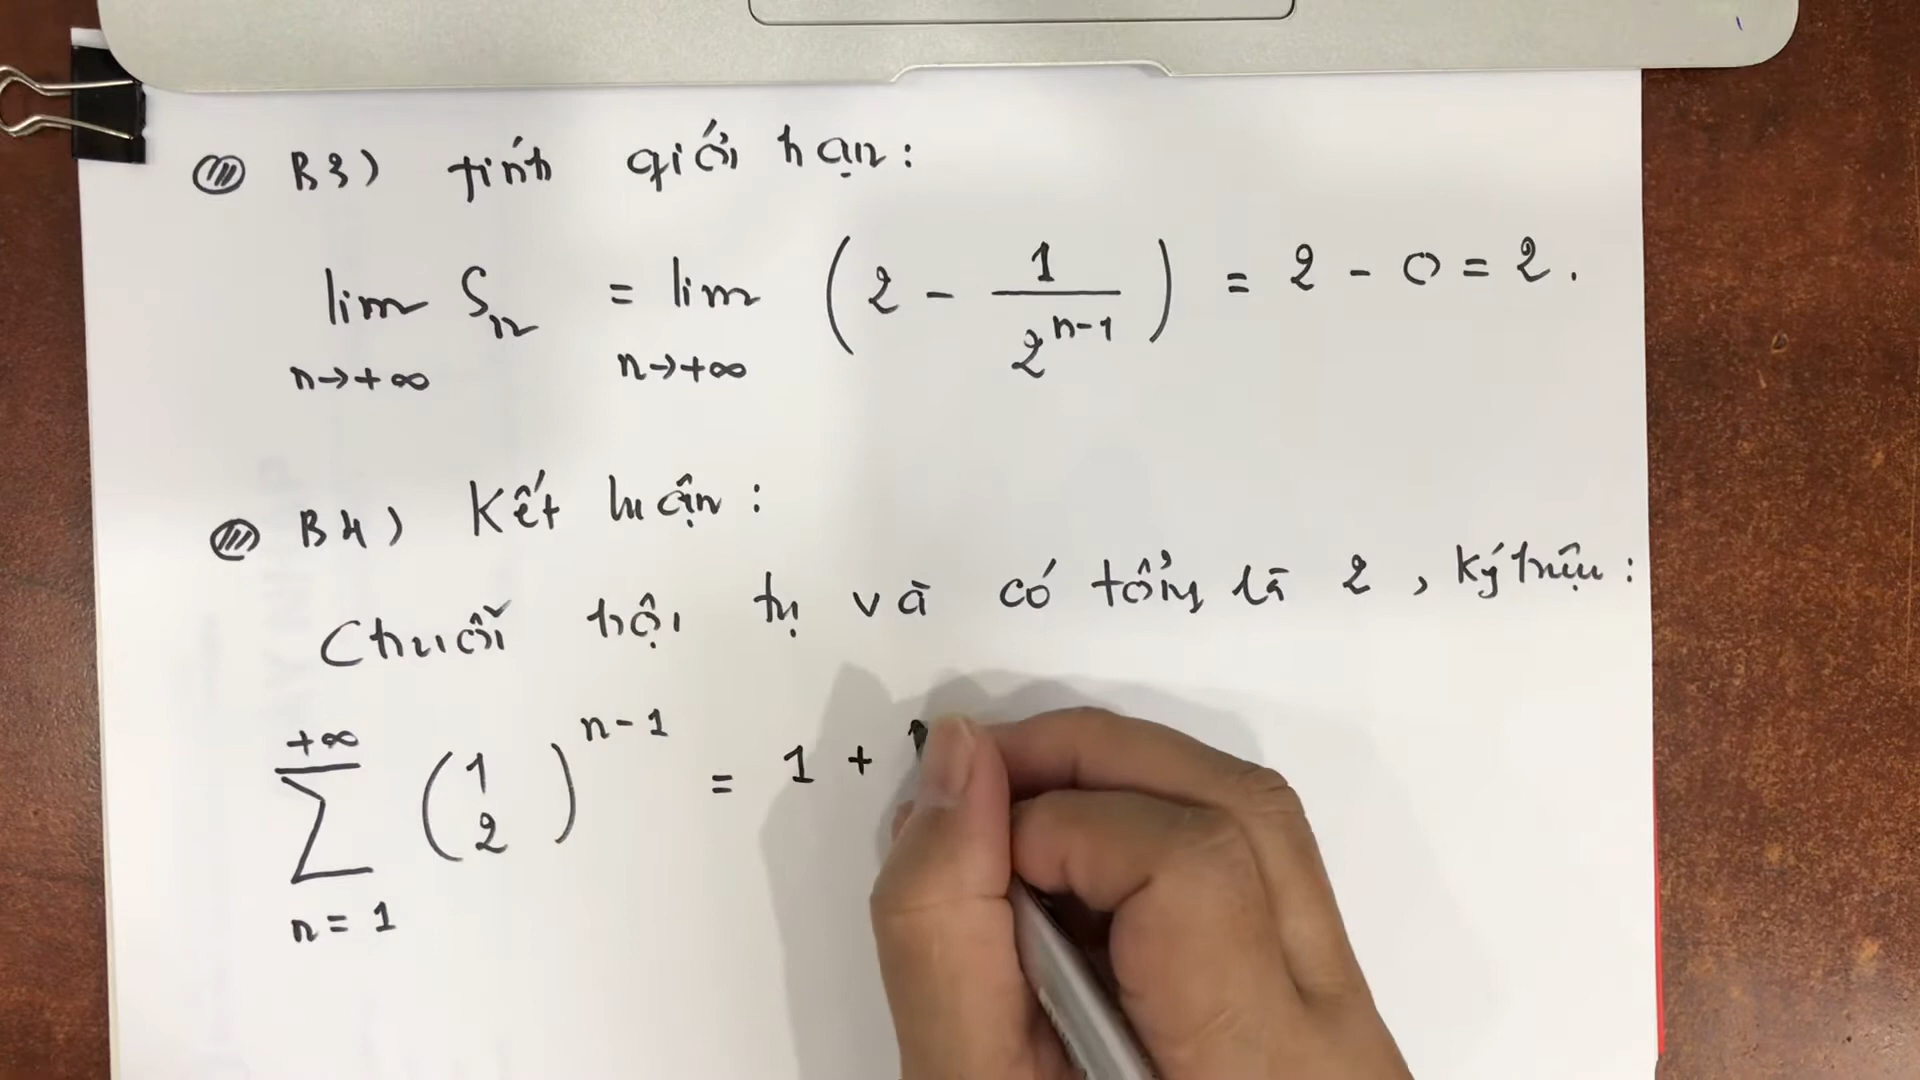 B3) tính giới hạn:
lim Sn = lim (2 - 1/2^(n-1)) = 2 - 0 = 2.
n→+∞ n→+∞
B4) Kết luận:
Chuỗi hội tụ và có tổng là 2, ký hiệu:
+∞
∑ (1 2)^(n-1) = 1 +
n = 1